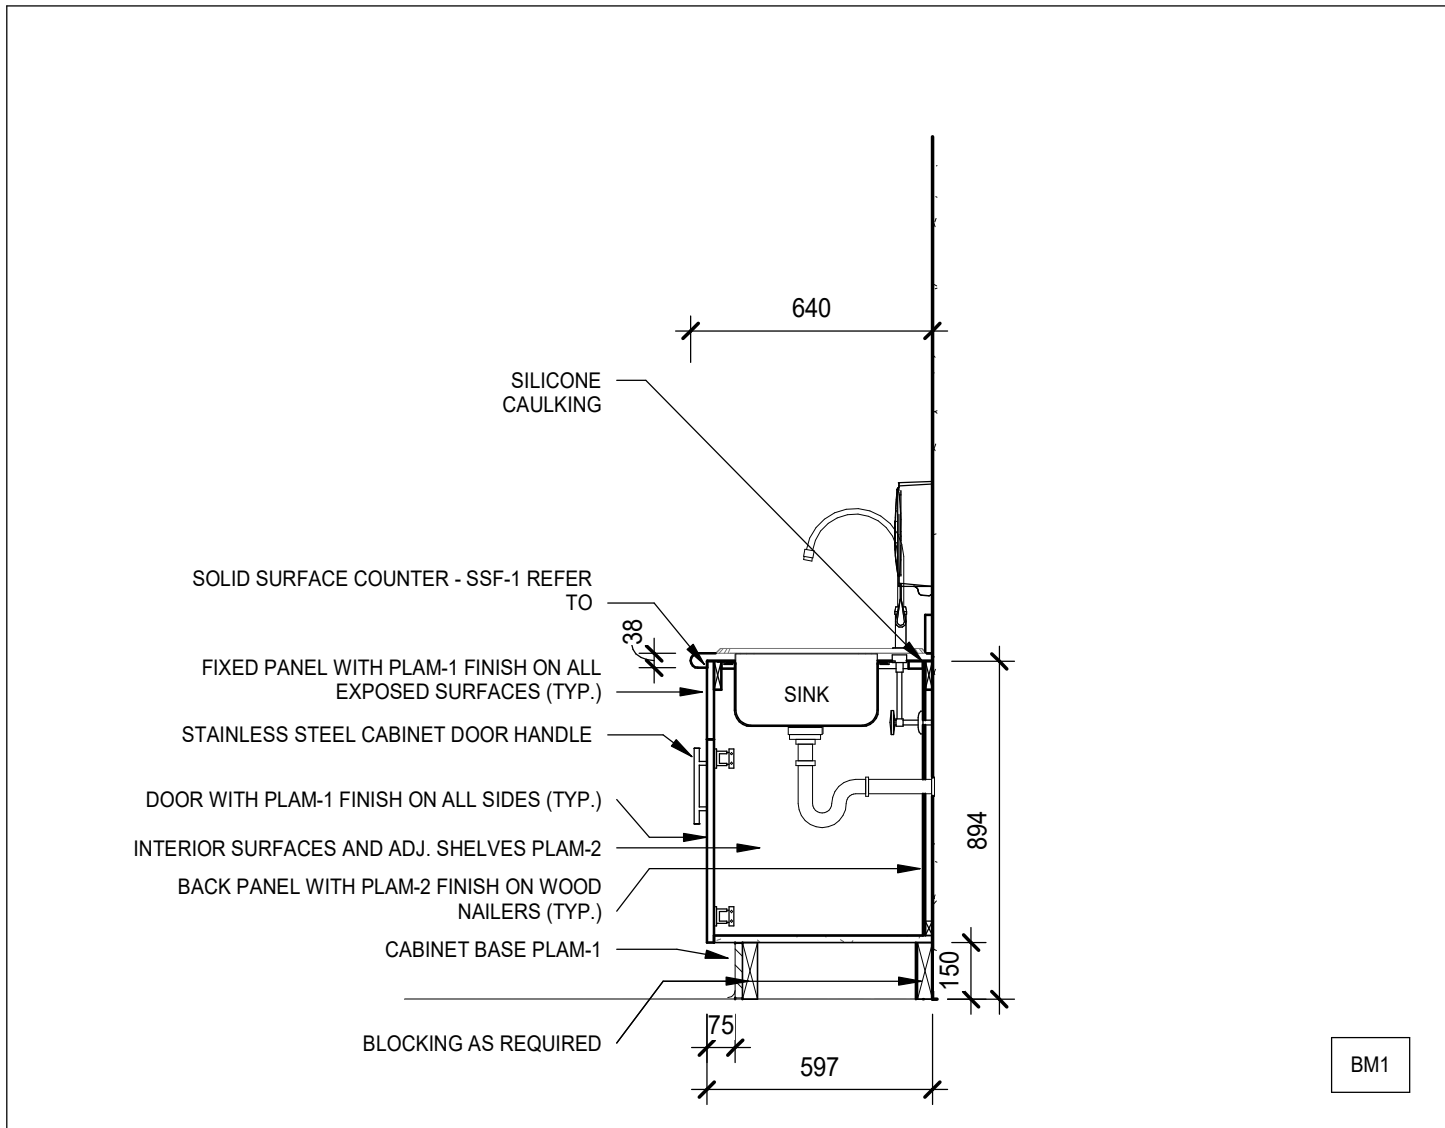 640
SILICONE
CAULKING
SOLID SURFACE COUNTER - SSF-1 REFER
TO
38
FIXED PANEL WITH PLAM-1 FINISH ON ALL
EXPOSED SURFACES (TYP.)
SINK
STAINLESS STEEL CABINET DOOR HANDLE
DOOR WITH PLAM-1 FINISH ON ALL SIDES (TYP.)
894
INTERIOR SURFACES AND ADJ. SHELVES PLAM-2
BACK PANEL WITH PLAM-2 FINISH ON WOOD
NAILERS (TYP.)
CABINET BASE PLAM-1
150
75
BLOCKING AS REQUIRED
597
BM1